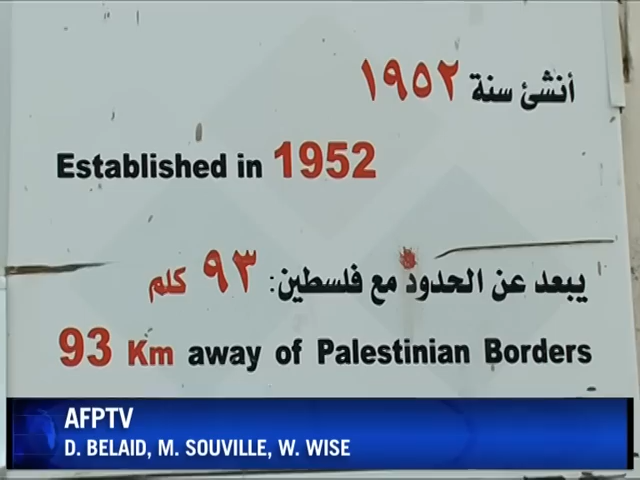 أنشئ سنة ١٩٥٢
Established in 1952
يبعد عن الحدود مع فلسطين: ٩٣ كلم
93 Km away of Palestinian Borders
AFPTV
D. BELAID, M. SOUVILLE, W. WISE